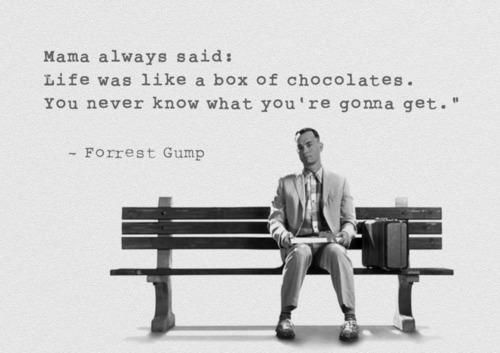 Mama always said:
Life was like a box of chocolates.
You never know what you're gonna get."
~ Forrest Gump